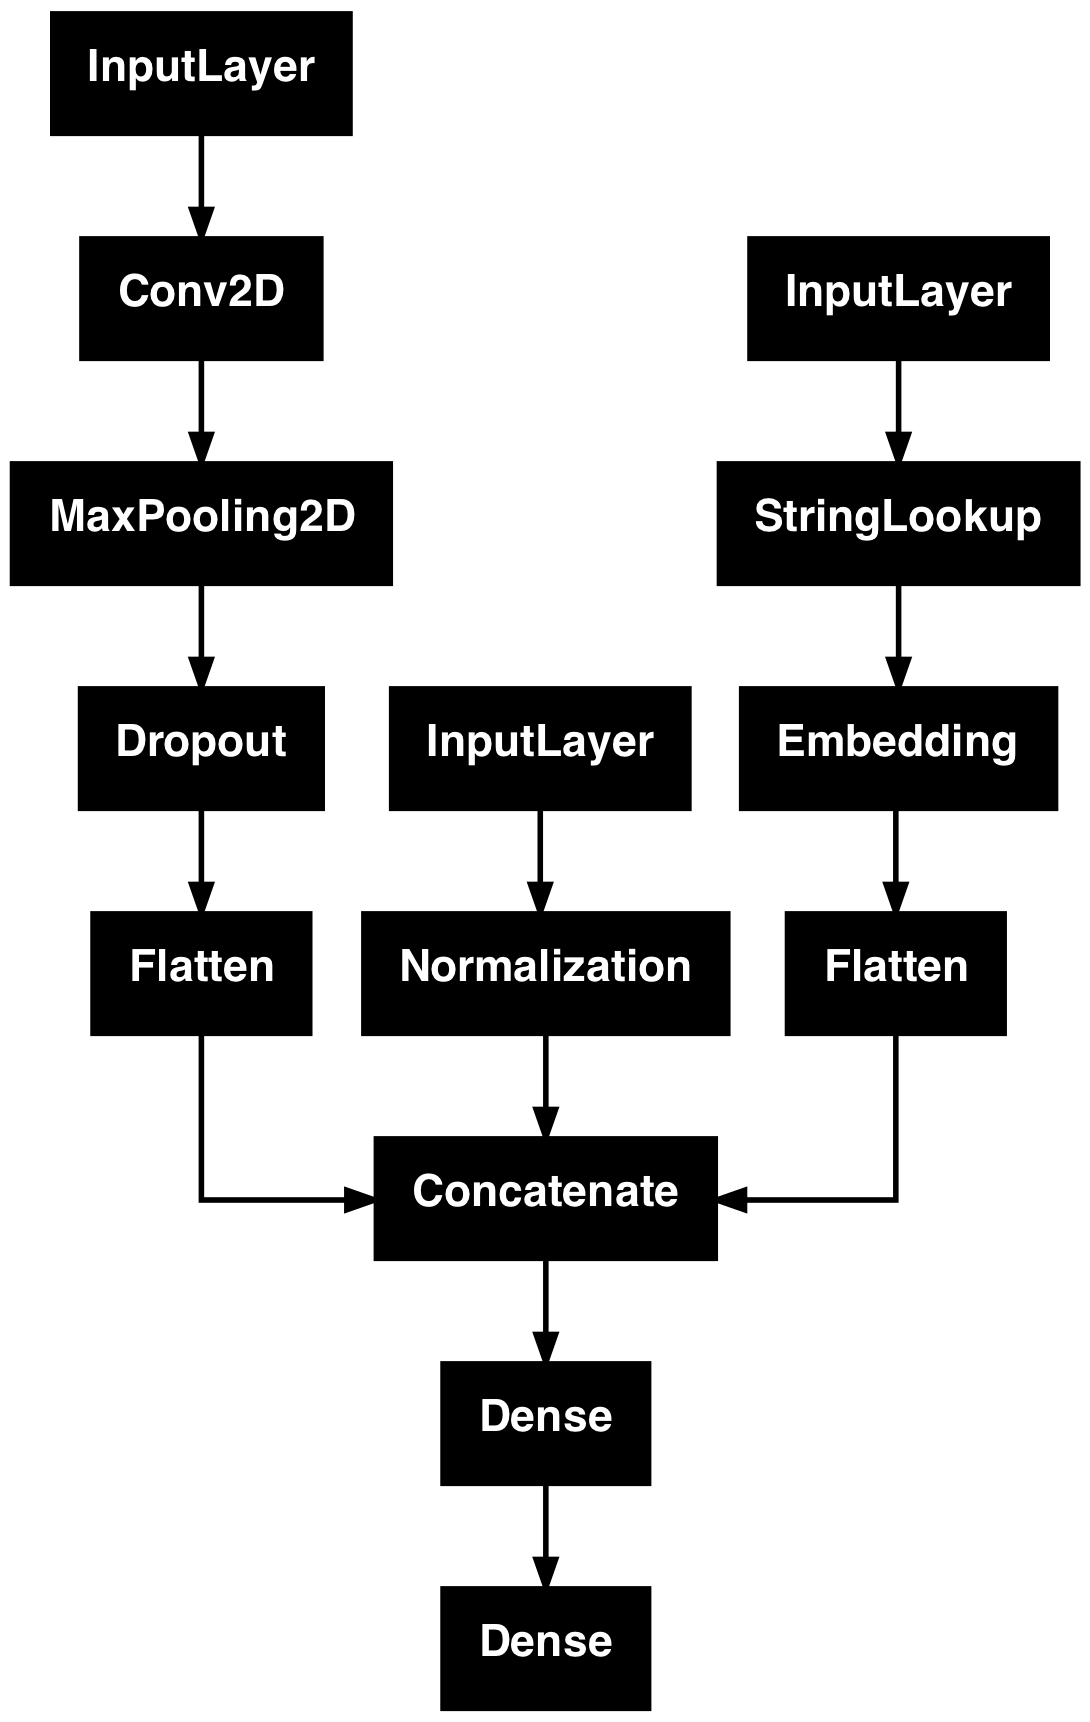 InputLayer
Conv2D
InputLayer
MaxPooling2D
StringLookup
Dropout
InputLayer
Embedding
Flatten
Normalization
Flatten
Concatenate
Dense
Dense